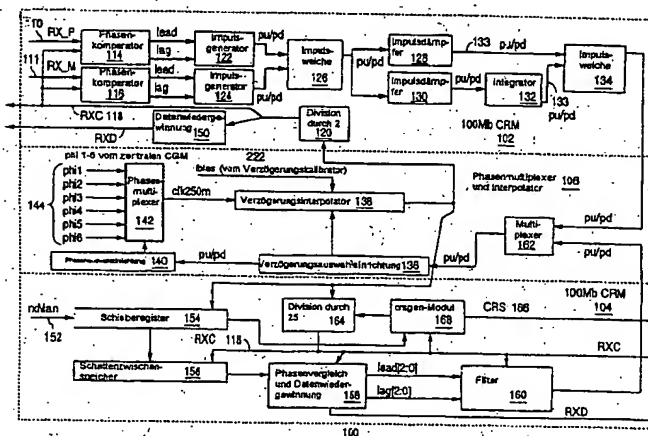 110
RX_P
Phasen-
komparator
114
lead
lag
Impuls-
generator
122
pu/pd
111
RX_M
Phasen-
komparator
116
lead
lag
Impuls-
generator
124
pu/pd
Impuls-
weiche
126
pu/pd
Impulsdämpfer
128
133
pu/pd
Impulsdämpfer
130
pu/pd
Integrator
132
133
pu/pd
Impuls-
weiche
134
RXC 118
RXD
Datenwiederge-
winnung
150
Division
durch 2
120
100Mb CRM
102
phi 1-6 vom zentralen CGM
222
ibias (vom Verzögerungskalibrator)
phi1
phi2
phi3
phi4
phi5
phi6
144
Phasen-
multi-
plexer
142
clk250m
Verzögerungsinterpolator
138
Phasenmultiplexer
und Interpolator
106
140
pu/pd
Verzögerungsauswahleinrichtung
136
pu/pd
Multi-
plexer
162
pu/pd
pu/pd
rxMan
152
Schieberegister
154
RXC 118
Division durch
25
164
crsgen-Modul
168
CRS 166
100Mb CRM
104
RXC
Schattenzwischen-
speicher
156
Phasenvergleich
und Datenwieder-
gewinnung
158
lead[2:0]
lag[2:0]
Filter
160
RXD
100